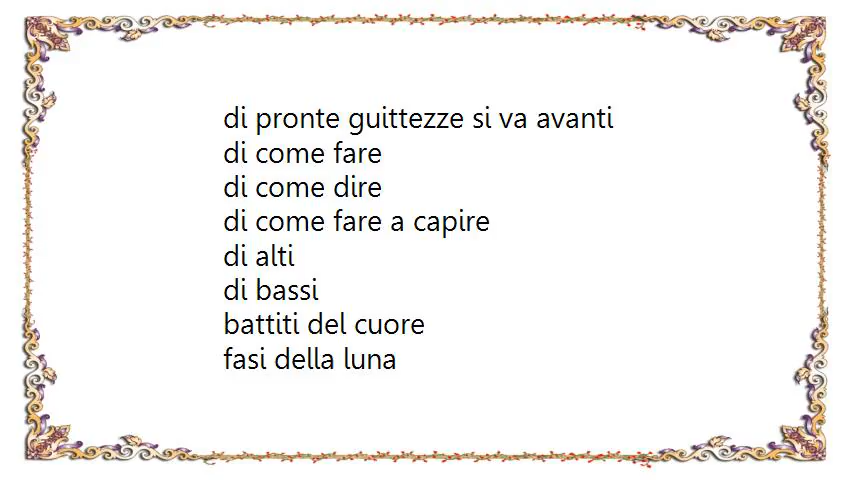 di pronte guittezze si va avanti
di come fare
di come dire
di come fare a capire
di alti
di bassi
battiti del cuore
fasi della luna